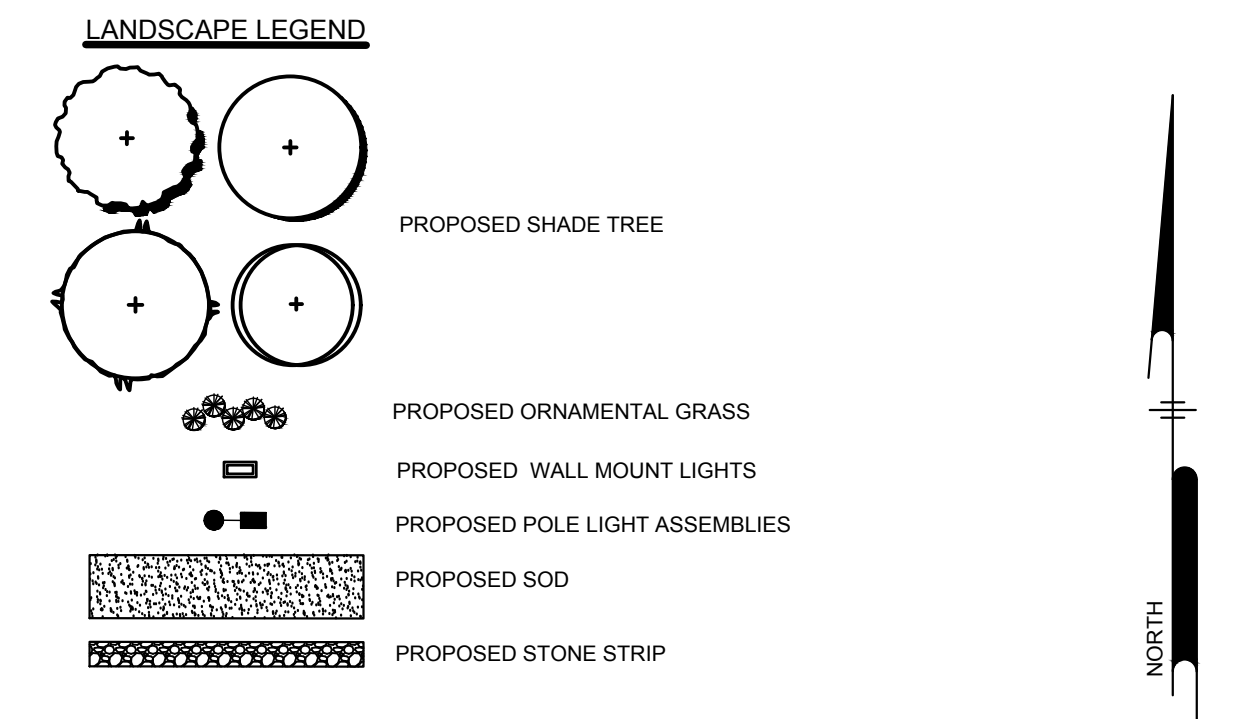 LANDSCAPE LEGEND
PROPOSED SHADE TREE
PROPOSED ORNAMENTAL GRASS
PROPOSED WALL MOUNT LIGHTS
PROPOSED POLE LIGHT ASSEMBLIES
PROPOSED SOD
PROPOSED STONE STRIP
NORTH